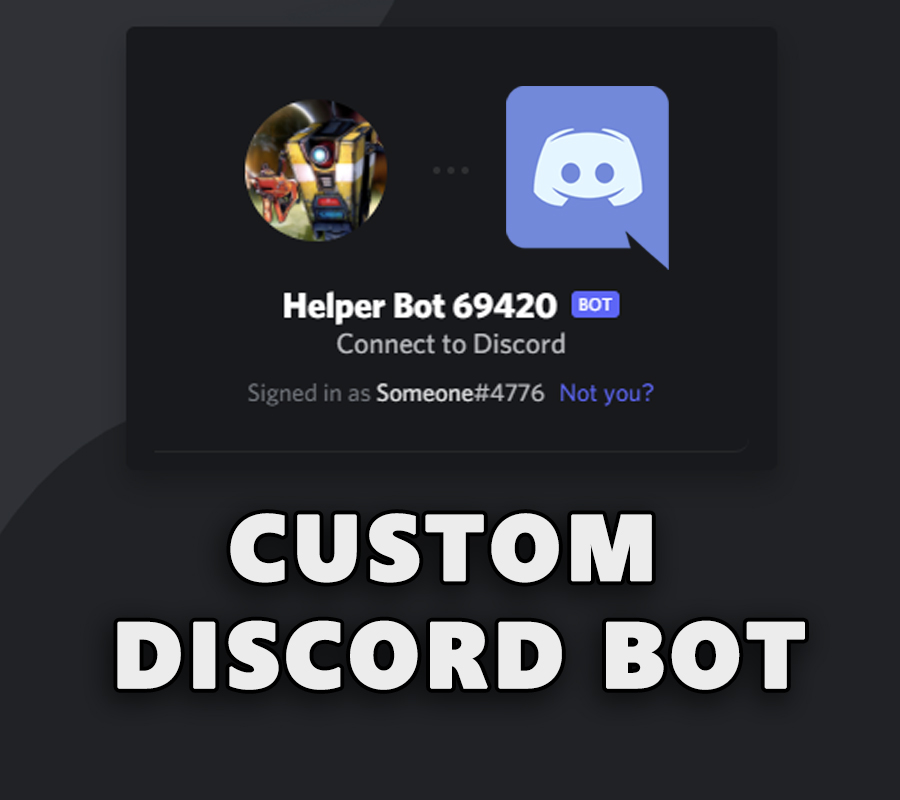 Helper Bot 69420 BOT
Connect to Discord
Signed in as Someone#4776 Not you?
CUSTOM
DISCORD BOT